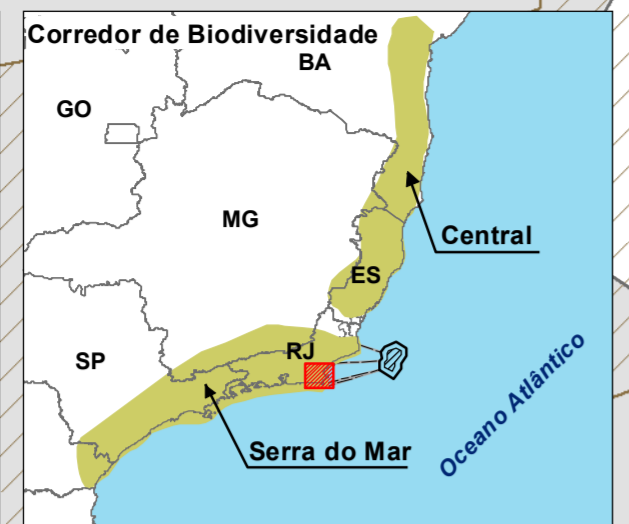 Corredor de Biodiversidade
BA
GO
MG
Central
ES
RJ
SP
Serra do Mar
Oceano Atlântico